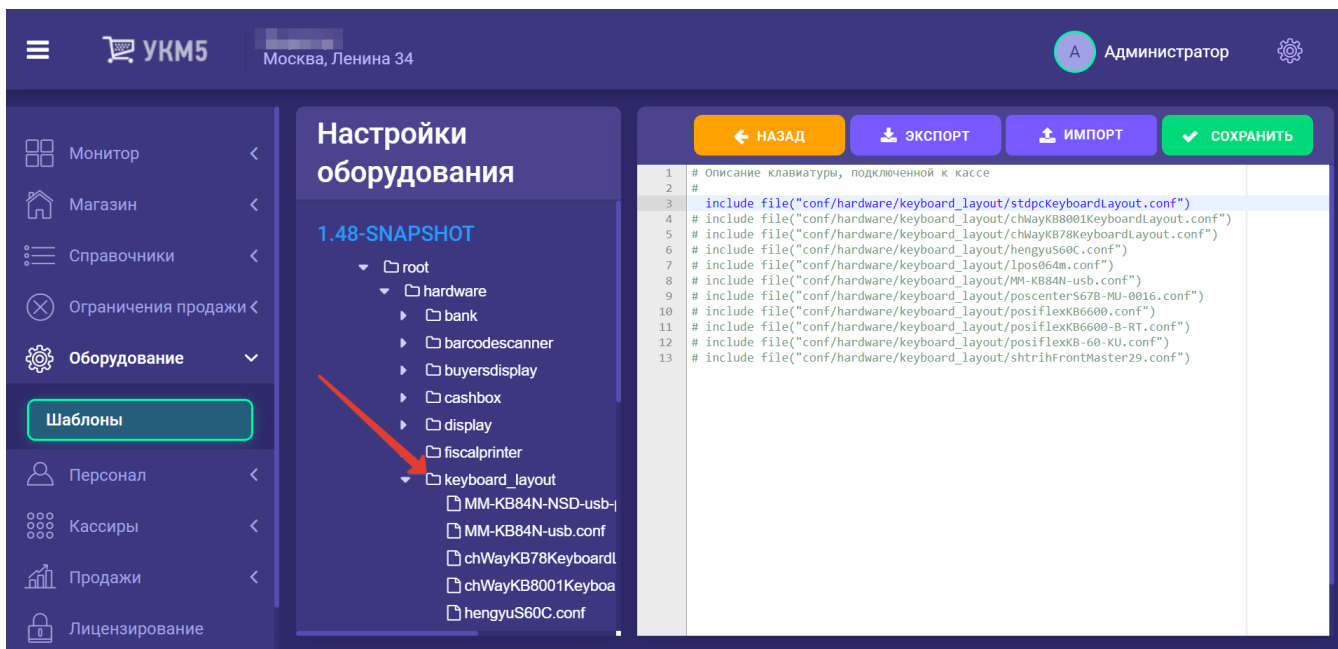 УКМ5
Москва, Ленина 34
А
Администратор
Монитор
Магазин
Справочники
Ограничения продажи
Оборудование
Шаблоны
Персонал
Кассиры
Продажи
Лицензирование
Настройки
оборудования
1.48-SNAPSHOT
root
hardware
bank
barcodescanner
buyersdisplay
cashbox
display
fiscalprinter
keyboard_layout
MM-KB84N-NSD-usb-
MM-KB84N-usb.conf
chWayKB78Keyboard
chWayKB8001Keyboa
hengyuS60C.conf
НАЗАД
ЭКСПОРТ
ИМПОРТ
СОХРАНИТЬ
1 # Описание клавиатуры, подключенной к кассе
2 #
3 include file("conf/hardware/keyboard_layout/stdpcKeyboardLayout.conf")
4 # include file("conf/hardware/keyboard_layout/chWayKB8001KeyboardLayout.conf")
5 # include file("conf/hardware/keyboard_layout/chWayKB78KeyboardLayout.conf")
6 # include file("conf/hardware/keyboard_layout/hengyuS60C.conf")
7 # include file("conf/hardware/keyboard_layout/lpos064m.conf")
8 # include file("conf/hardware/keyboard_layout/MM-KB84N-usb.conf")
9 # include file("conf/hardware/keyboard_layout/poscenterS67B-MU-0016.conf")
10 # include file("conf/hardware/keyboard_layout/posiflexKB6600.conf")
11 # include file("conf/hardware/keyboard_layout/posiflexKB6600-B-RT.conf")
12 # include file("conf/hardware/keyboard_layout/posiflexKB-60-KU.conf")
13 # include file("conf/hardware/keyboard_layout/shtrihFrontMaster29.conf")